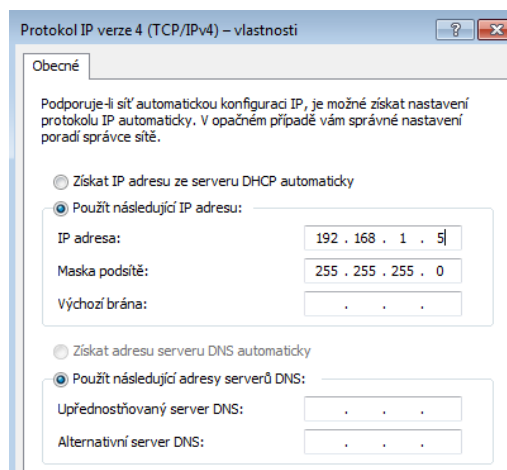 Protokol IP verze 4 (TCP/IPv4) – vlastnosti
Obecné
Podporuje-li síť automatickou konfiguraci IP, je možné získat nastavení
protokolu IP automaticky. V opačném případě vám správné nastavení
poradí správce sítě.
Získat IP adresu ze serveru DHCP automaticky
Použít následující IP adresu:
IP adresa: 192 . 168 . 1 . 5
Maska podsítě: 255 . 255 . 255 . 0
Výchozí brána: . . .
Získat adresu serveru DNS automaticky
Použít následující adresy serverů DNS:
Upřednostňovaný server DNS: . . .
Alternativní server DNS: . . .